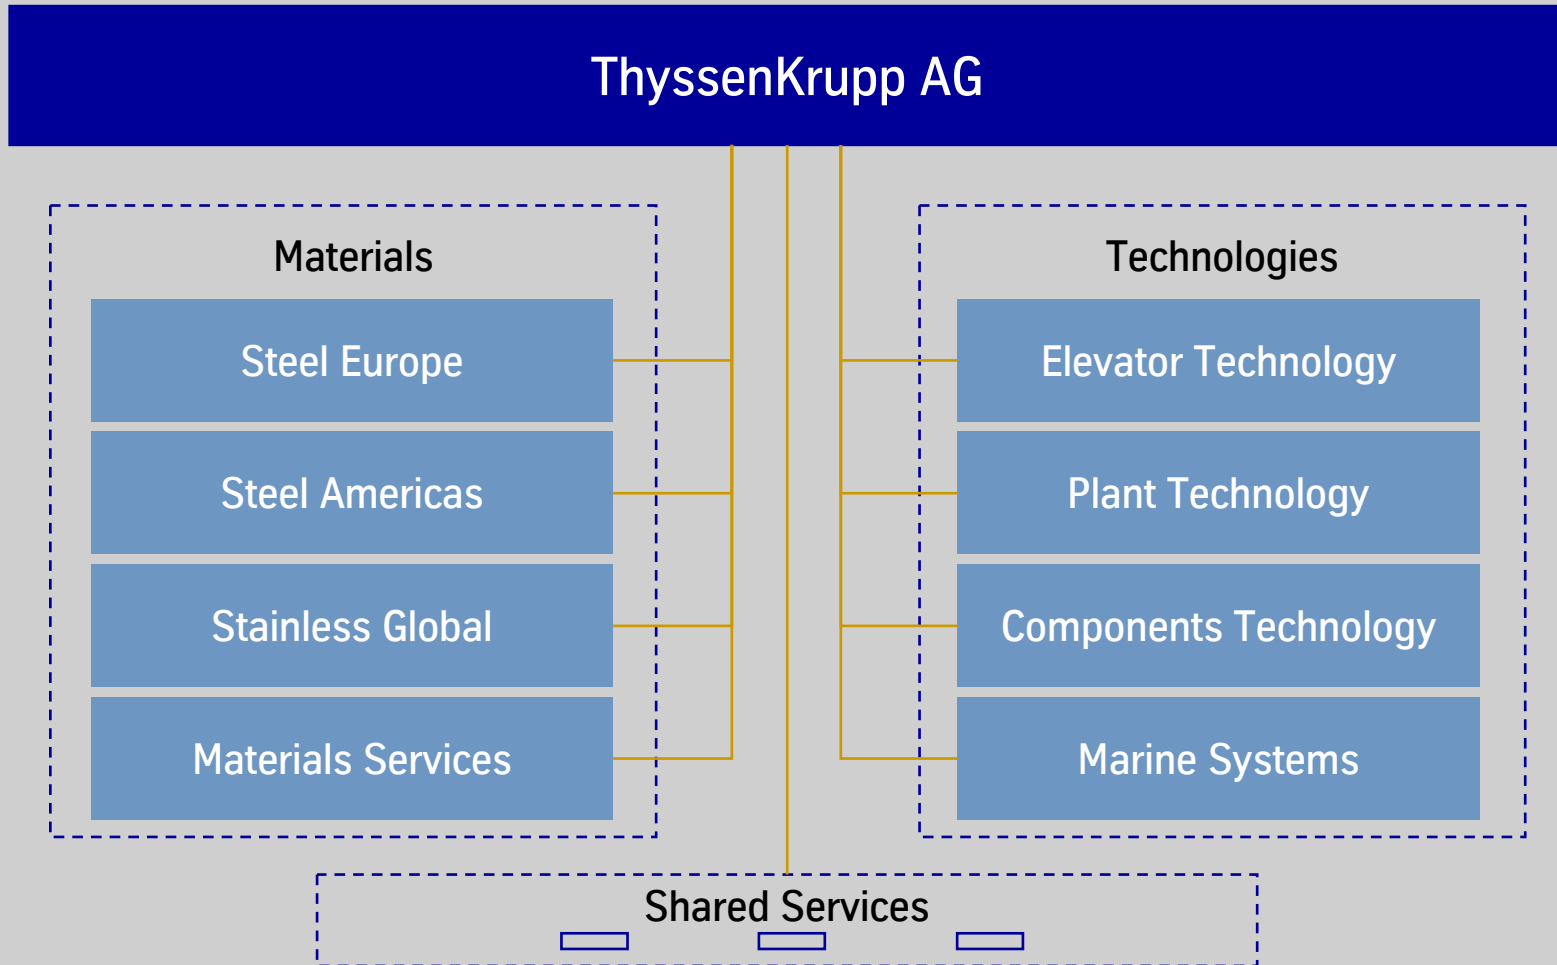 ThyssenKrupp AG
Materials
Steel Europe
Steel Americas
Stainless Global
Materials Services
Technologies
Elevator Technology
Plant Technology
Components Technology
Marine Systems
Shared Services